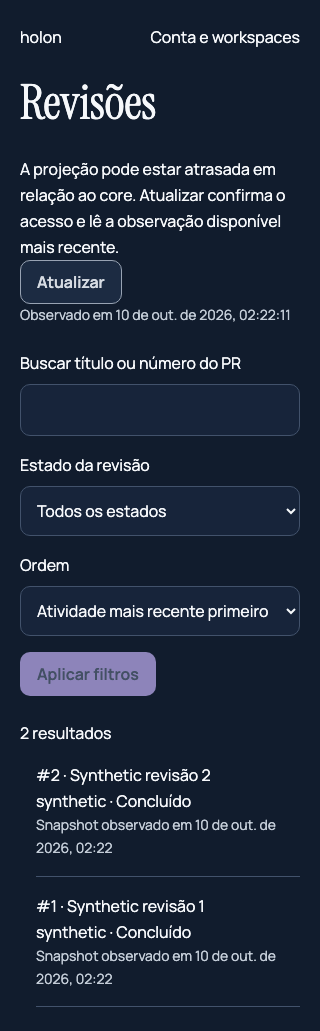 holon
Conta e workspaces
Revisões
A projeção pode estar atrasada em
relação ao core. Atualizar confirma o
acesso e lê a observação disponível
mais recente.
Atualizar
Observado em 10 de out. de 2026, 02:22:11
Buscar título ou número do PR
Estado da revisão
Todos os estados
Ordem
Atividade mais recente primeiro
Aplicar filtros
2 resultados
#2 · Synthetic revisão 2
synthetic · Concluído
Snapshot observado em 10 de out. de
2026, 02:22
#1 · Synthetic revisão 1
synthetic · Concluído
Snapshot observado em 10 de out. de
2026, 02:22